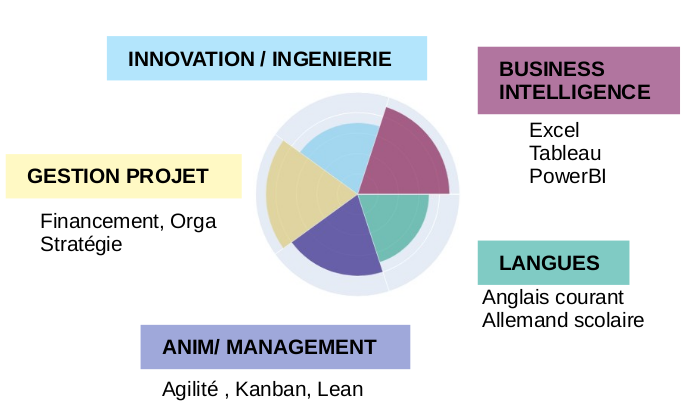 INNOVATION / INGENIERIE
BUSINESS
INTELLIGENCE
Excel
Tableau
PowerBI
GESTION PROJET
Financement, Orga
Stratégie
LANGUES
Anglais courant
Allemand scolaire
ANIM/ MANAGEMENT
Agilité , Kanban, Lean